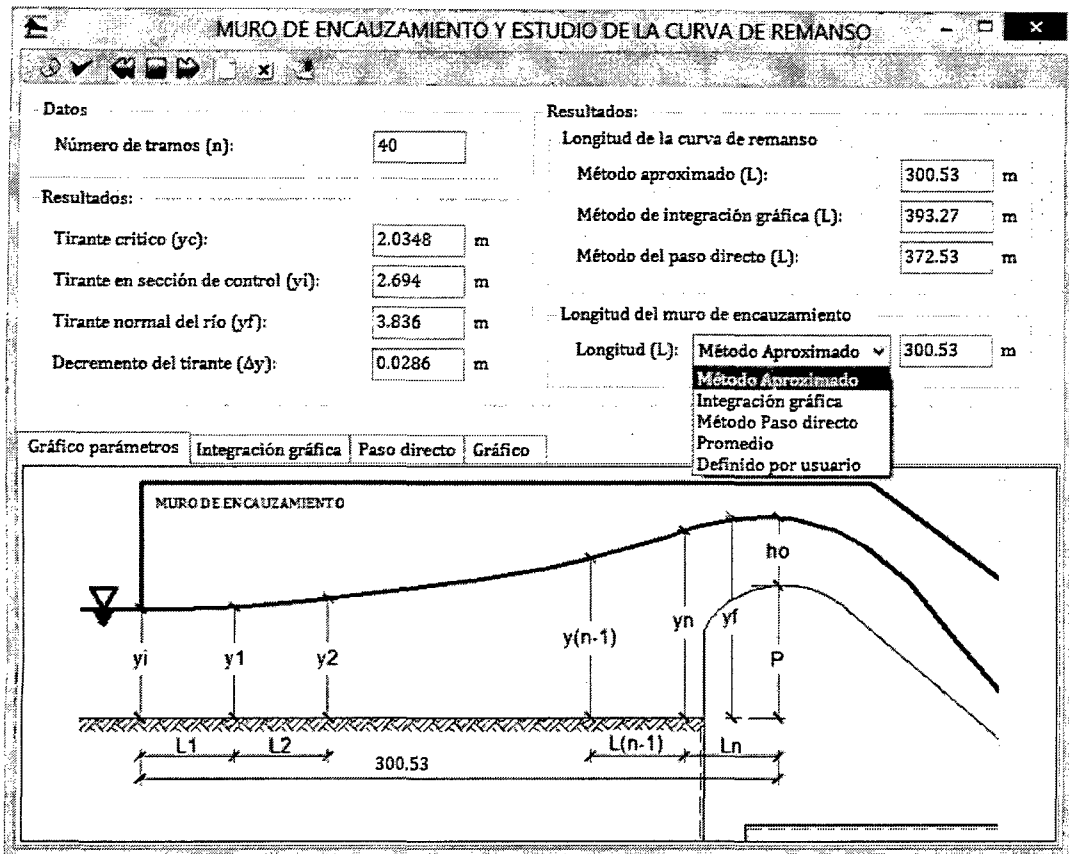 MURO DE ENCAUZAMIENTO Y ESTUDIO DE LA CURVA DE REMANSO
Datos
Número de tramos (n): 40
Resultados:
Tirante critico (yc): 2.0348 m
Tirante en sección de control (yi): 2.694 m
Tirante normal del río (yf): 3.836 m
Decremento del tirante (Δy): 0.0286 m
Resultados:
Longitud de la curva de remanso
Método aproximado (L): 300.53 m
Método de integración gráfica (L): 393.27 m
Método del paso directo (L): 372.53 m
Longitud del muro de encauzamiento
Longitud (L): Método Aproximado 300.53 m
Método Aproximado
Integración gráfica
Método Paso directo
Promedio
Definido por usuario
Gráfico parámetros Integración gráfica Paso directo Gráfico
MURO DE ENCAUZAMIENTO
ho
yi y1 y2 y(n-1) yn yf P
L1 L2 L(n-1) Ln
300.53